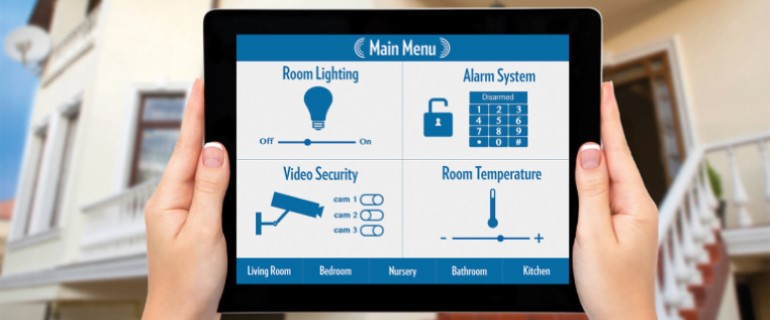 Main Menu
Room Lighting
Off On
Alarm System
Disarmed
1 2 3
4 5 6
7 8 9
* 0 #
Video Security
cam 1
cam 2
cam 3
Room Temperature
- +
Living Room Bedroom Nursery Bathroom Kitchen